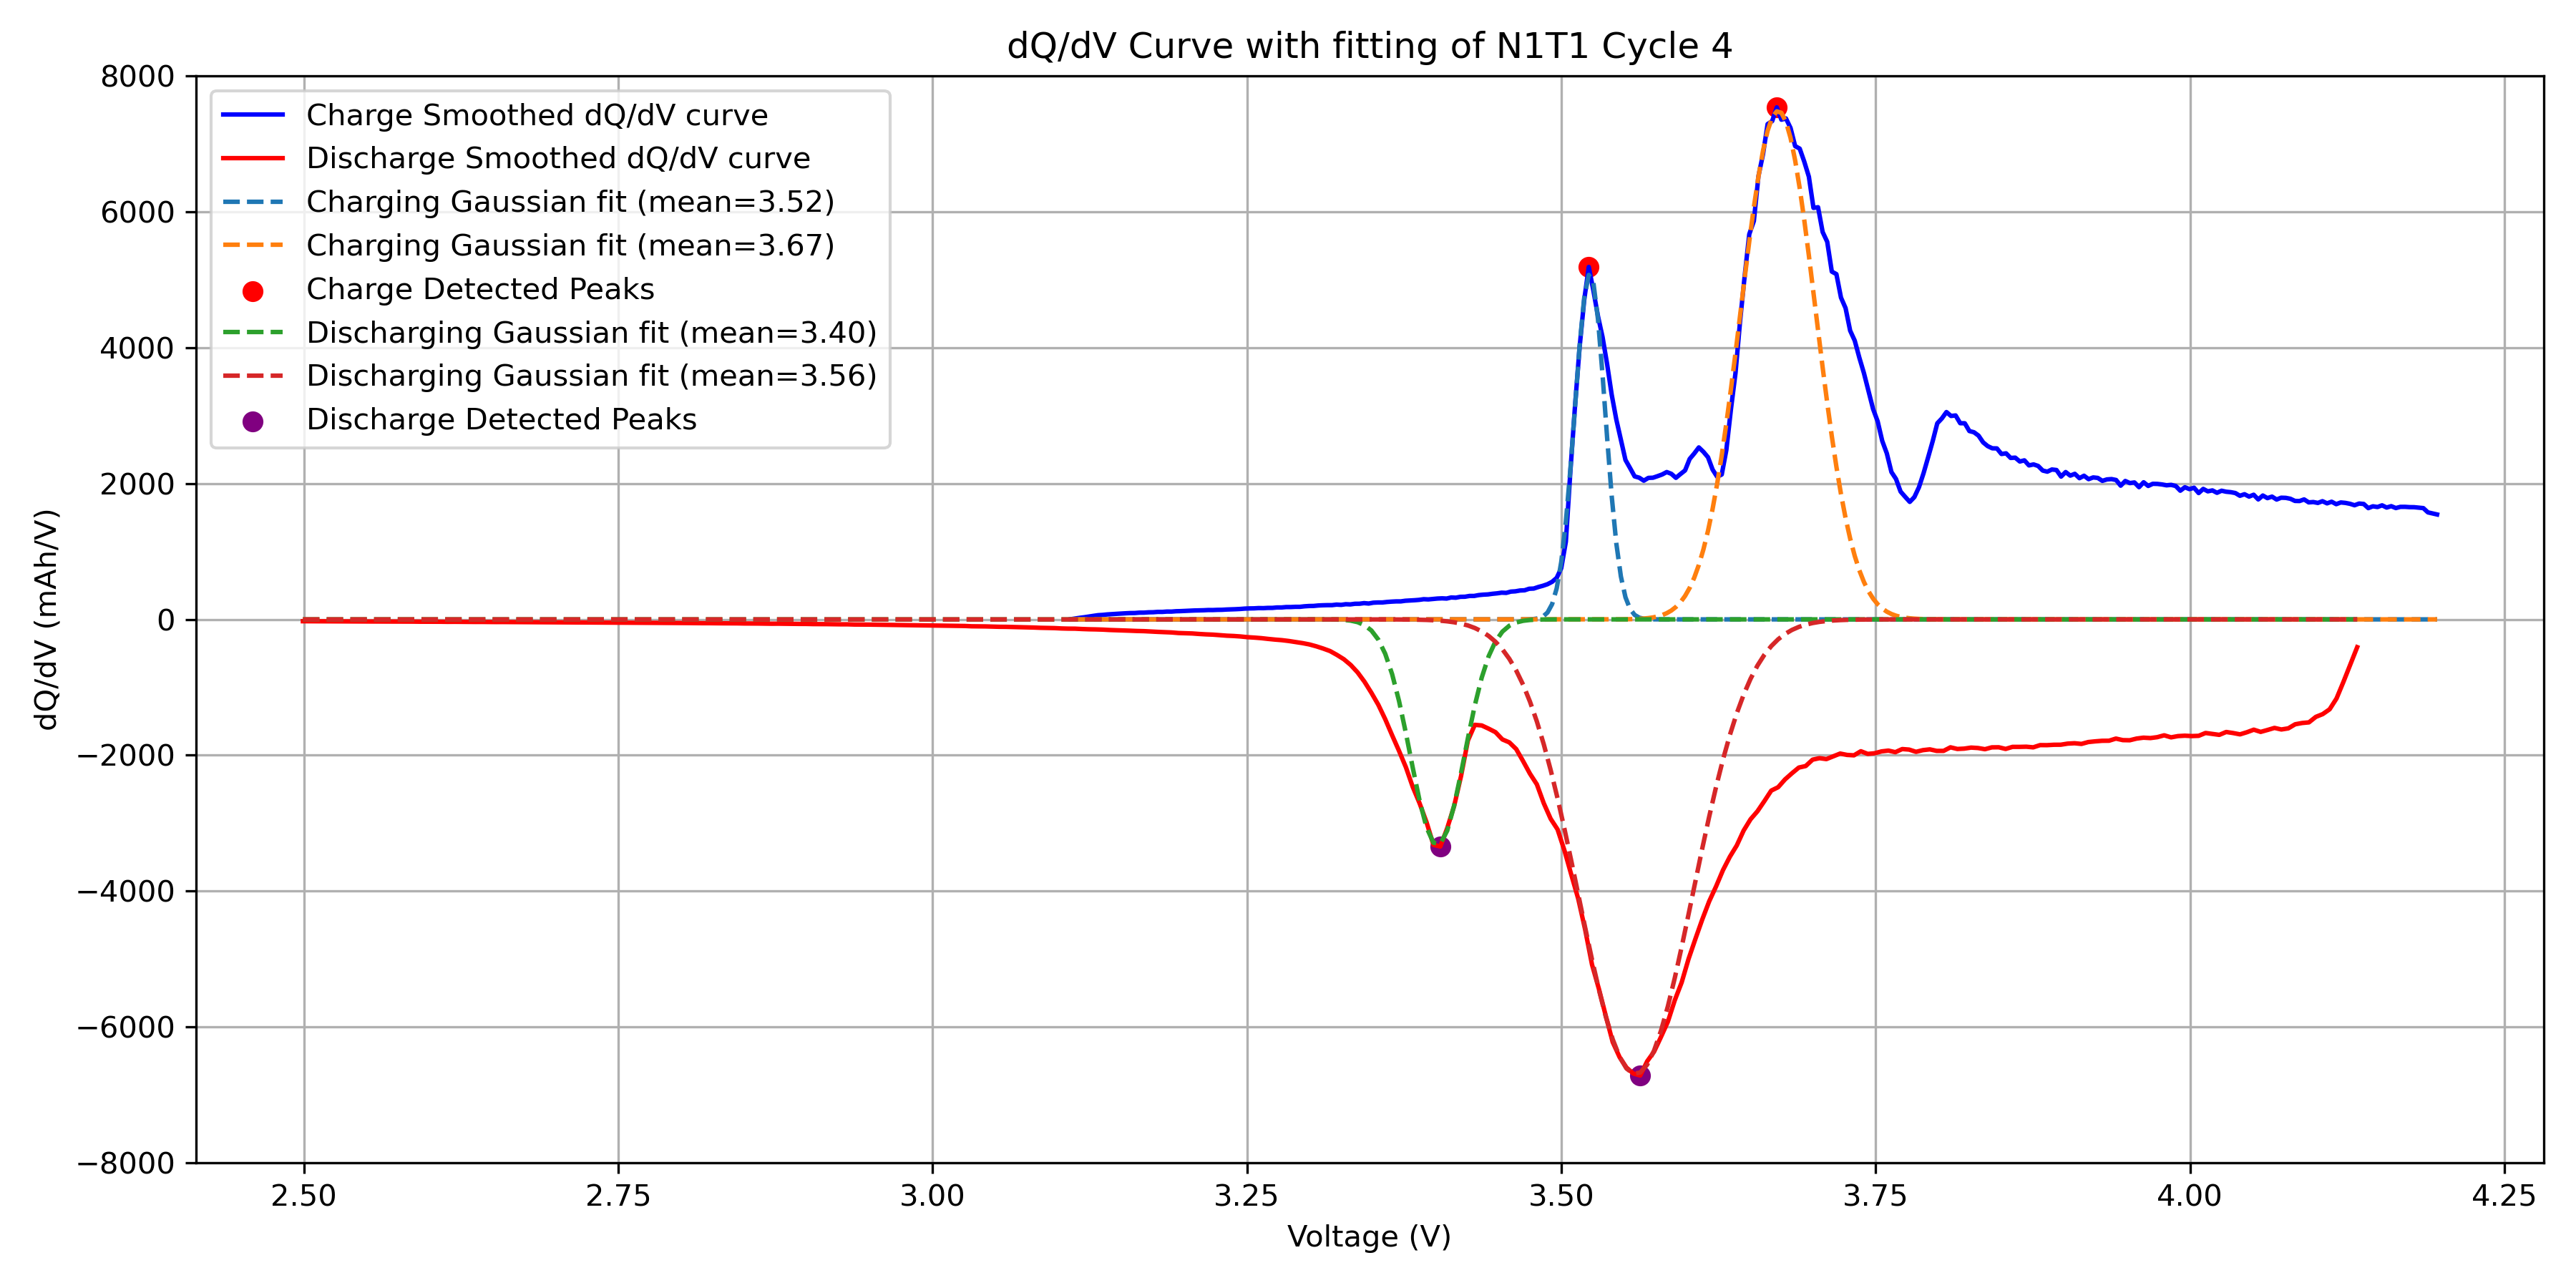 dQ/dV Curve with fitting of N1T1 Cycle 4
8000
6000
4000
2000
0
−2000
−4000
−6000
−8000
dQ/dV (mAh/V)
Charge Smoothed dQ/dV curve
Discharge Smoothed dQ/dV curve
Charging Gaussian fit (mean=3.52)
Charging Gaussian fit (mean=3.67)
Charge Detected Peaks
Discharging Gaussian fit (mean=3.40)
Discharging Gaussian fit (mean=3.56)
Discharge Detected Peaks
2.50 2.75 3.00 3.25 3.50 3.75 4.00 4.25
Voltage (V)